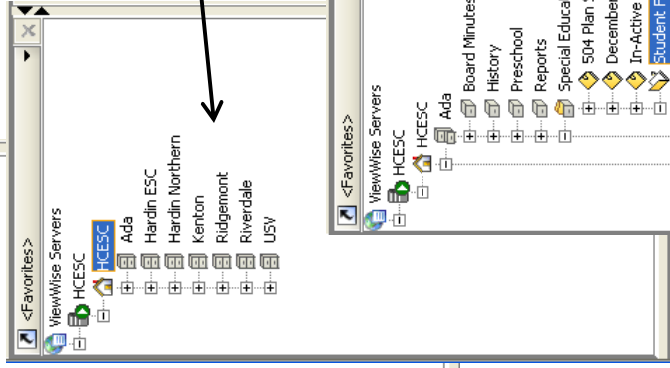 <Favorites>
ViewWise Servers
HCESC
HCESC
Ada
Hardin ESC
Hardin Northern
Kenton
Ridgemont
Riverdale
USV
<Favorites>
ViewWise Servers
HCESC
HCESC
Ada
Board Minutes
History
Preschool
Reports
Special Educa
504 Plan
December
In-Active
Student F